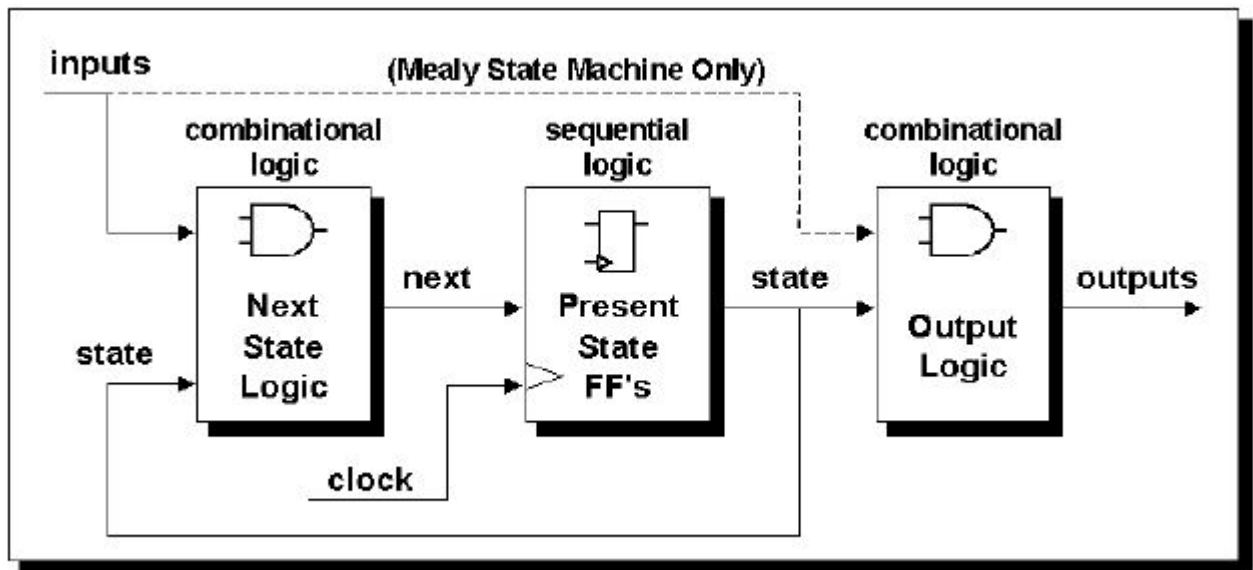 inputs
(Mealy State Machine Only)
combinational
logic
sequential
logic
combinational
logic
next
state
outputs
Next
State
Logic
Present
State
FF's
Output
Logic
state
clock